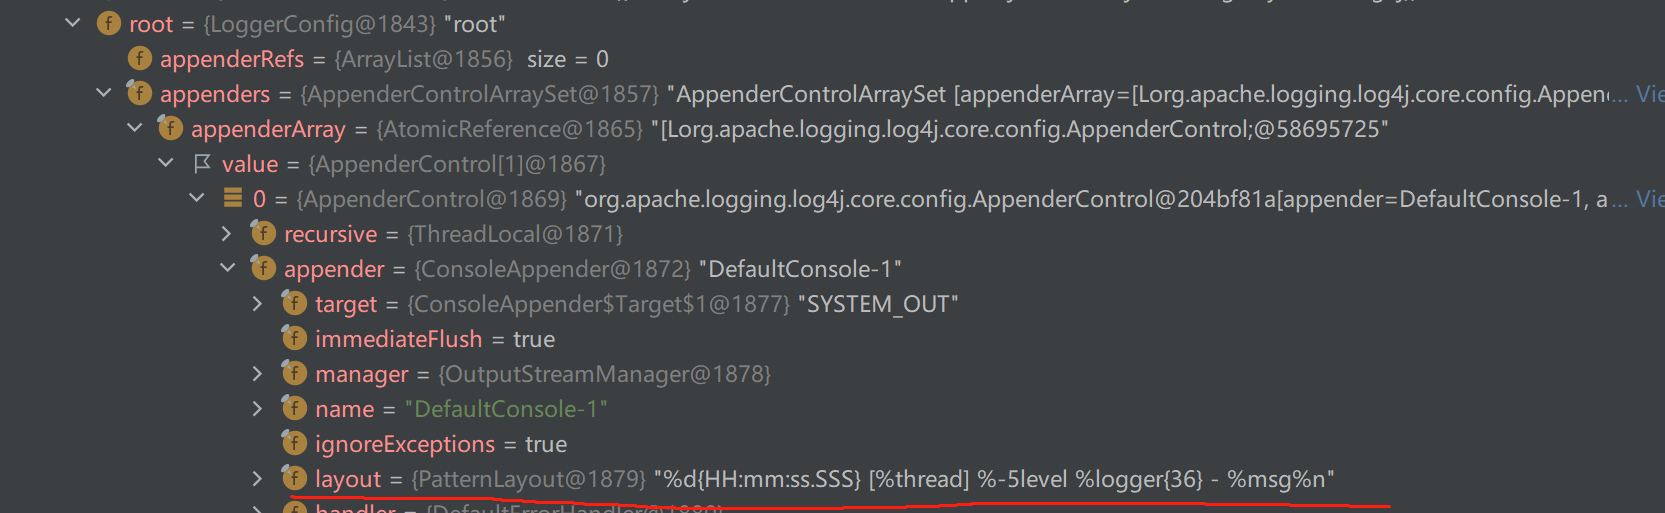 root = {LoggerConfig@1843} "root"
appenderRefs = {ArrayList@1856} size = 0
appenders = {AppenderControlArraySet@1857} "AppenderControlArraySet [appenderArray=[Lorg.apache.logging.log4j.core.config.Appen... Vie
appenderArray = {AtomicReference@1865} "[Lorg.apache.logging.log4j.core.config.AppenderControl;@58695725"
value = {AppenderControl[1]@1867}
0 = {AppenderControl@1869} "org.apache.logging.log4j.core.config.AppenderControl@204bf81a[appender=DefaultConsole-1, a... Vie
recursive = {ThreadLocal@1871}
appender = {ConsoleAppender@1872} "DefaultConsole-1"
target = {ConsoleAppender$Target$1@1877} "SYSTEM_OUT"
immediateFlush = true
manager = {OutputStreamManager@1878}
name = "DefaultConsole-1"
ignoreExceptions = true
layout = {PatternLayout@1879} "%d{HH:mm:ss.SSS} [%thread] %-5level %logger{36} - %msg%n"
handler = {DefaultErrorHandler@1880}